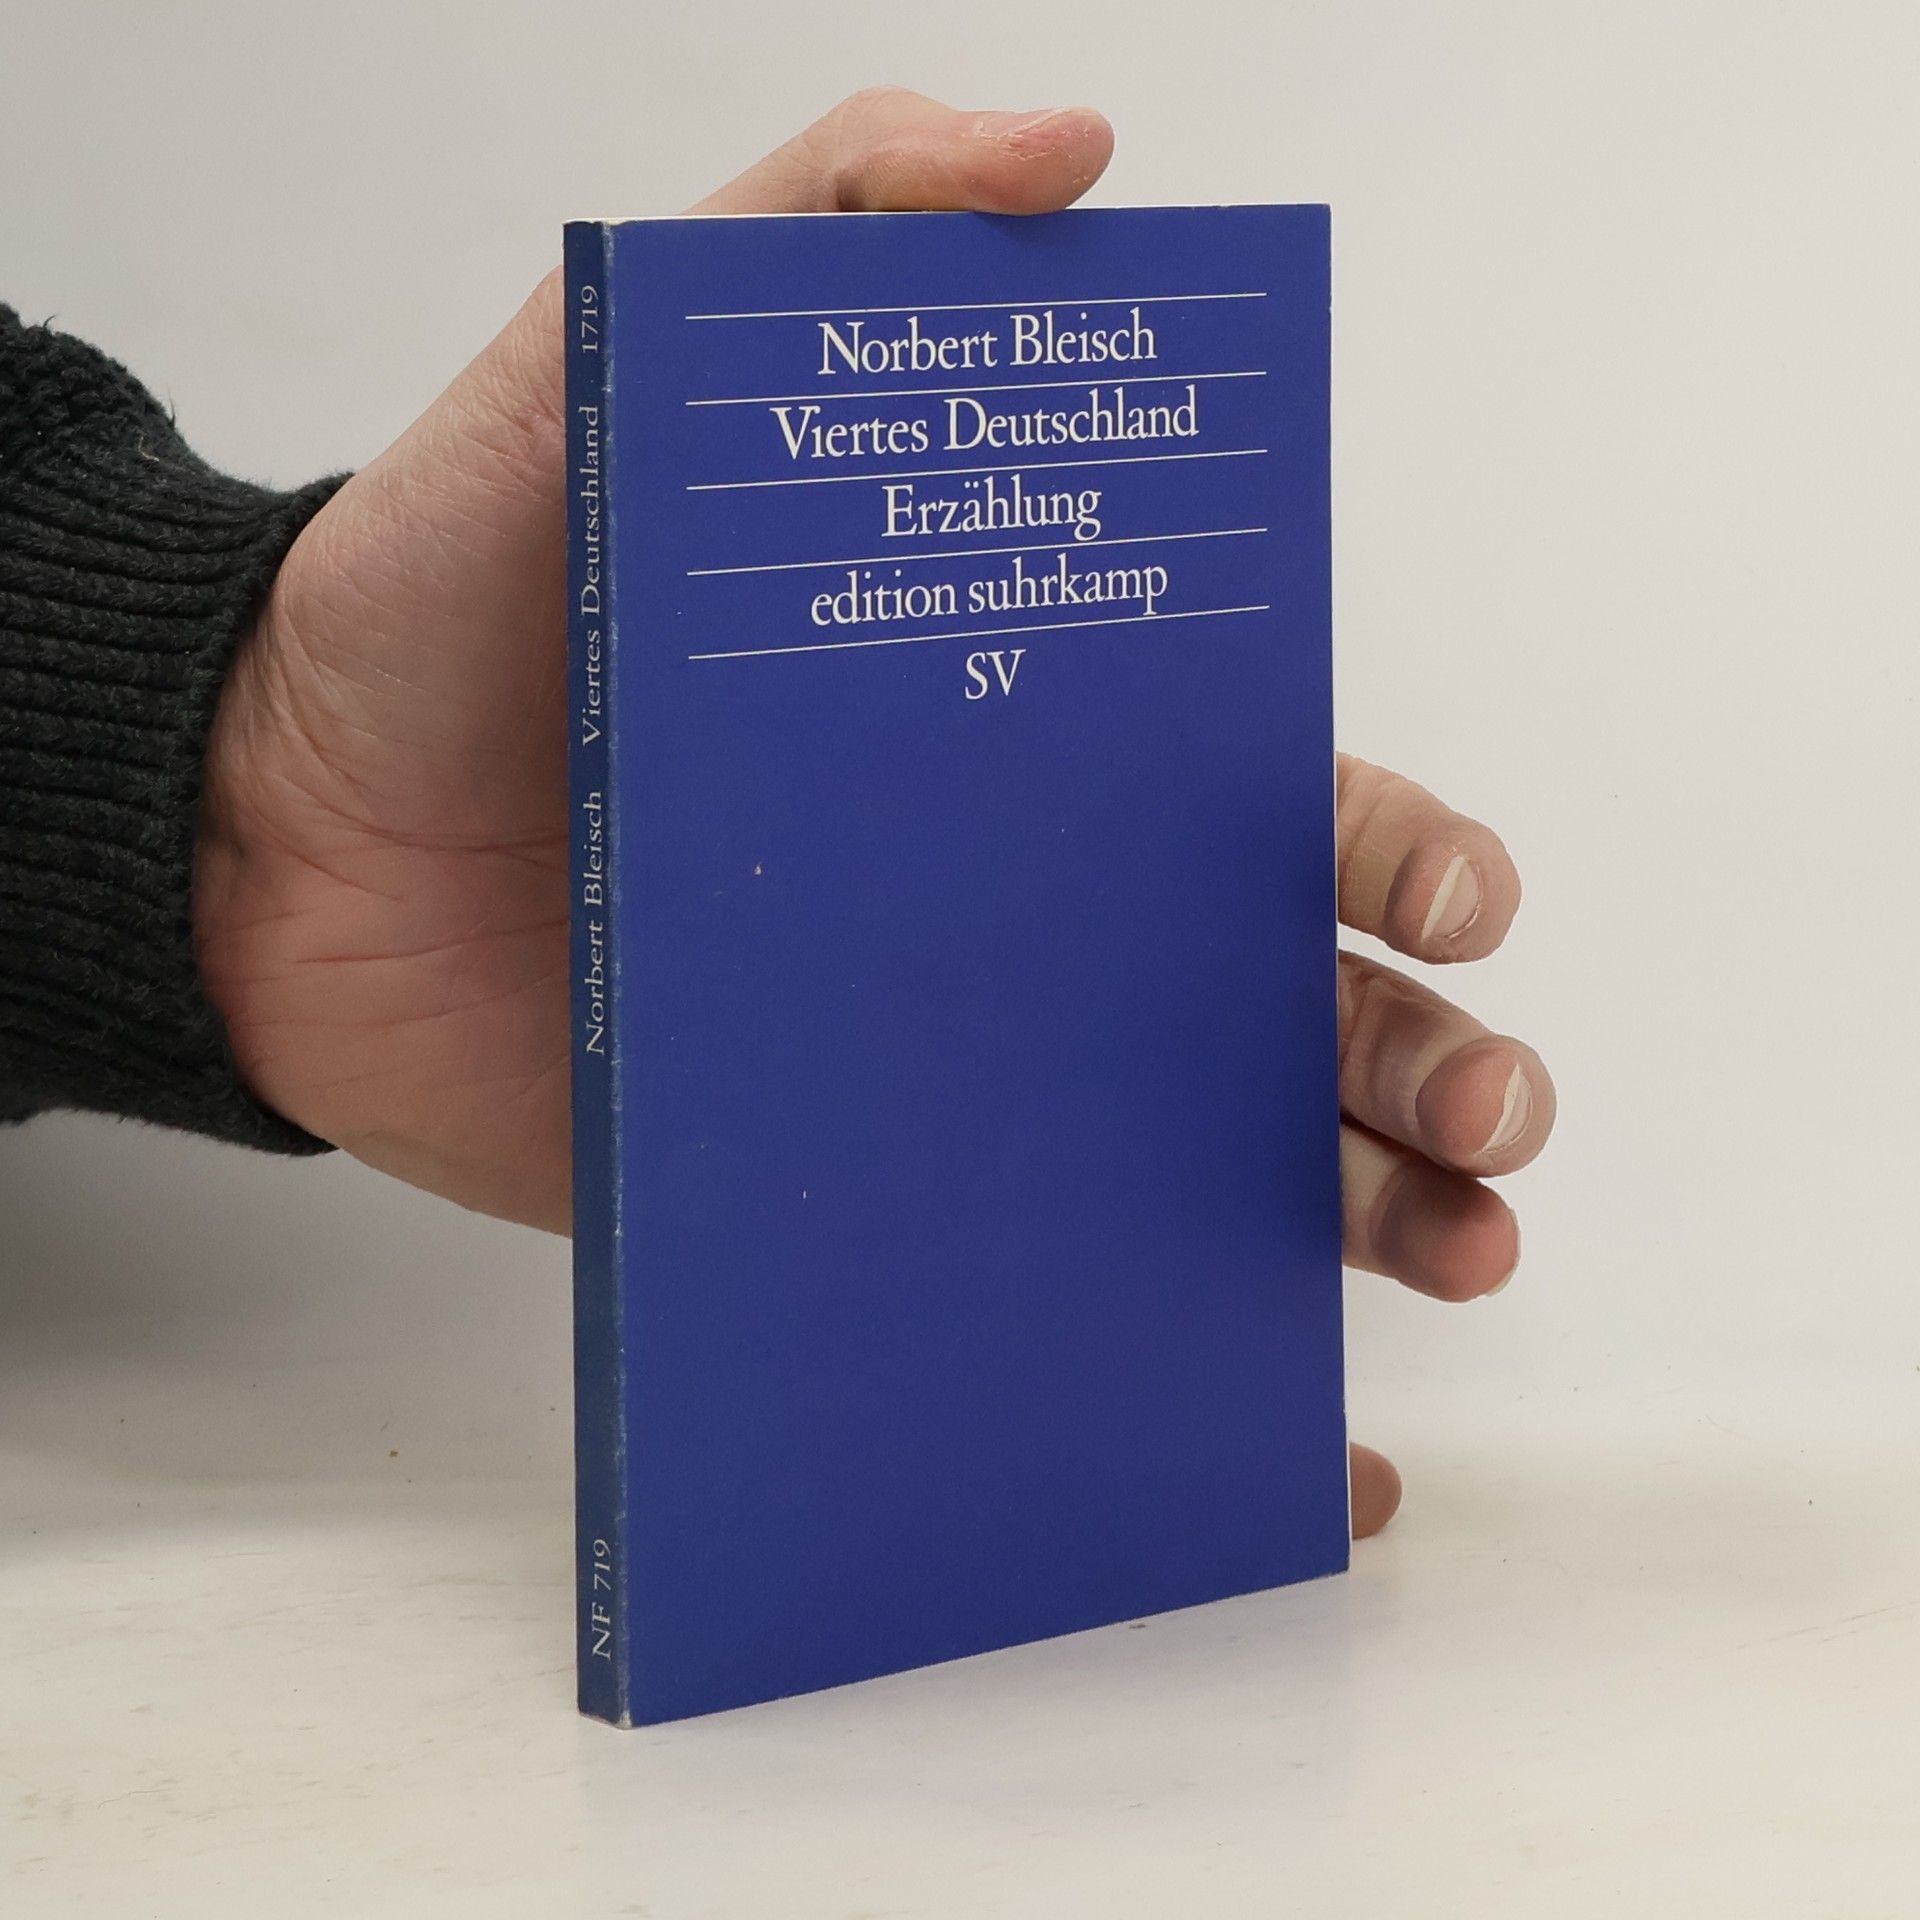 Norbert Bleisch
Viertes Deutschland
Erzählung
edition suhrkamp
SV
NF 719 Norbert Bleisch Viertes Deutschland 1719